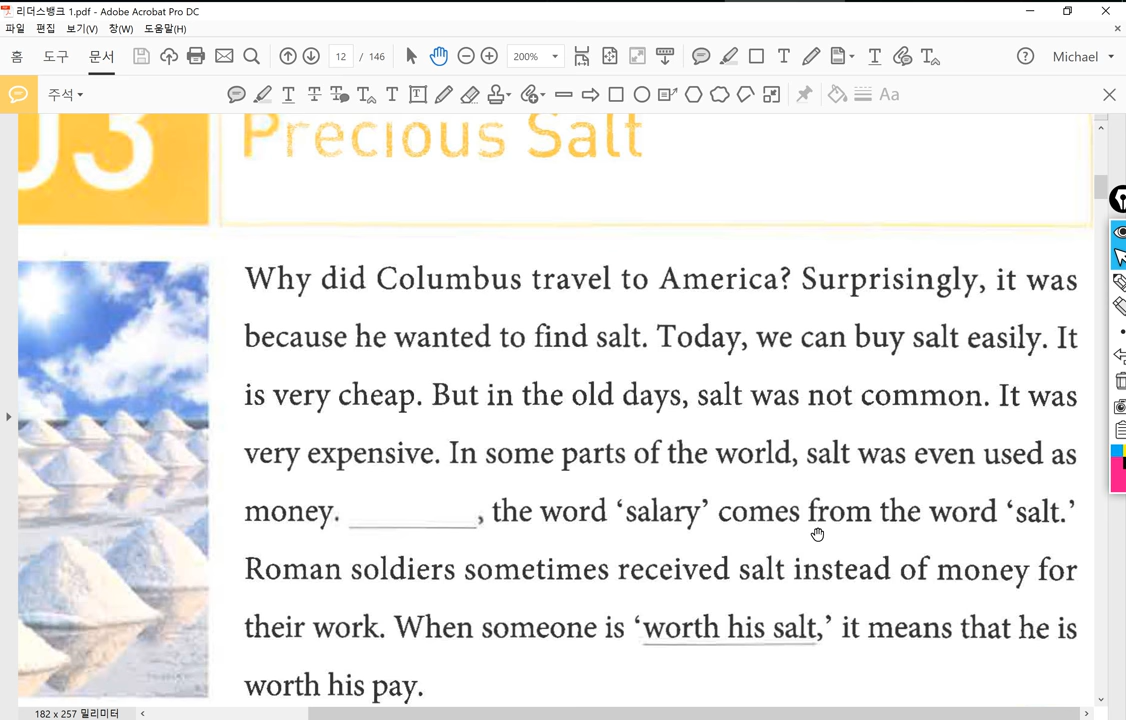 리더스뱅크 1.pdf - Adobe Acrobat Pro DC
파일 편집 보기(V) 창(W) 도움말(H)
홈 도구 문서 12 / 146 200% Michael
주석 Aa
03 Precious Salt
Why did Columbus travel to America? Surprisingly, it was
because he wanted to find salt. Today, we can buy salt easily. It
is very cheap. But in the old days, salt was not common. It was
very expensive. In some parts of the world, salt was even used as
money. __________, the word ‘salary’ comes from the word ‘salt.’
Roman soldiers sometimes received salt instead of money for
their work. When someone is ‘worth his salt,’ it means that he is
worth his pay.
182 x 257 밀리미터